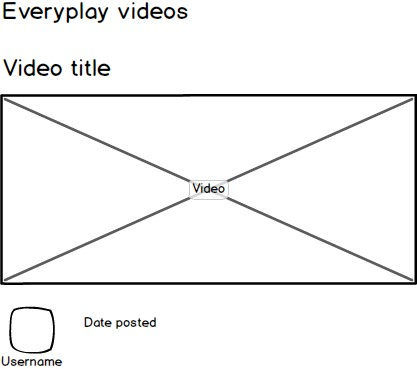 Everyplay videos
Video title
Video
Date posted
Username